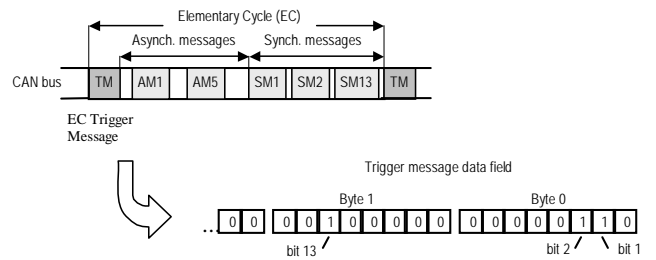 Elementary Cycle (EC)
Asynch. messages Synch. messages
CAN bus TM AM1 AM5 SM1 SM2 SM13 TM
EC Trigger
Message
Trigger message data field
Byte 1 Byte 0
... 0 0 0 0 1 0 0 0 0 0 0 0 0 0 0 1 1 0
bit 13 bit 2 bit 1